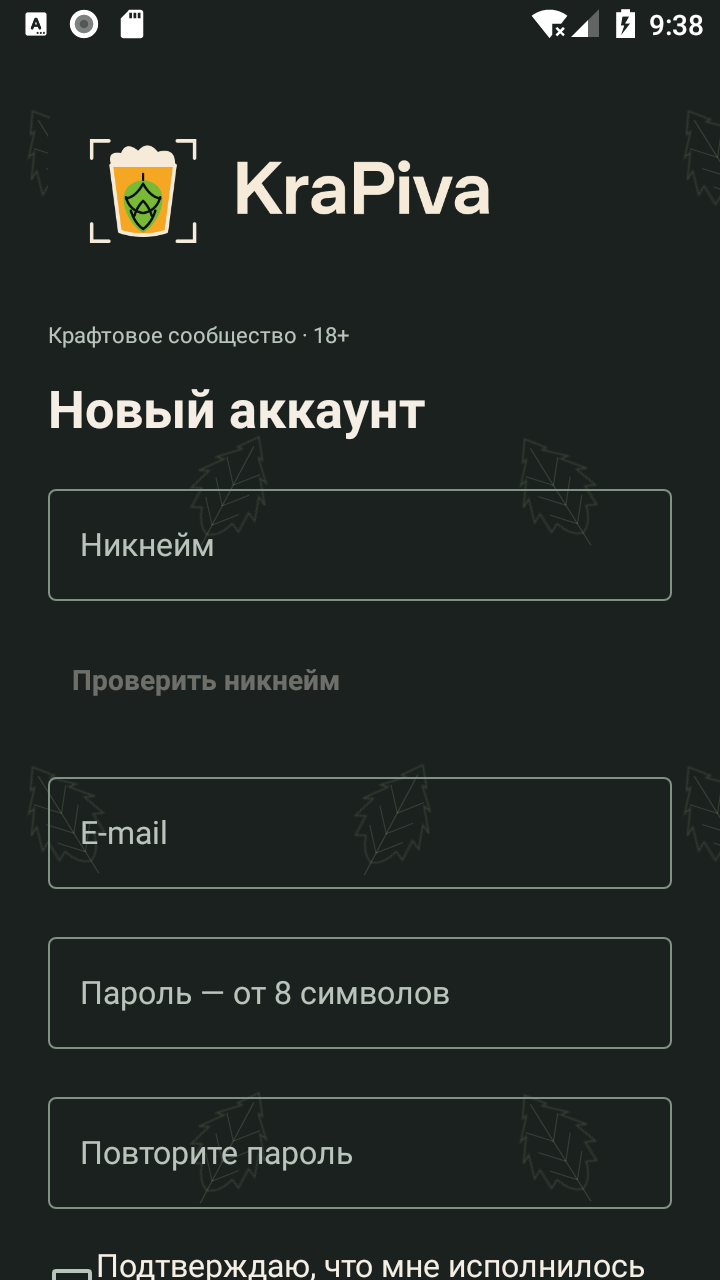 9:38
KraPiva
Крафтовое сообщество · 18+
Новый аккаунт
Никнейм
Проверить никнейм
E-mail
Пароль — от 8 символов
Повторите пароль
Подтверждаю, что мне исполнилось